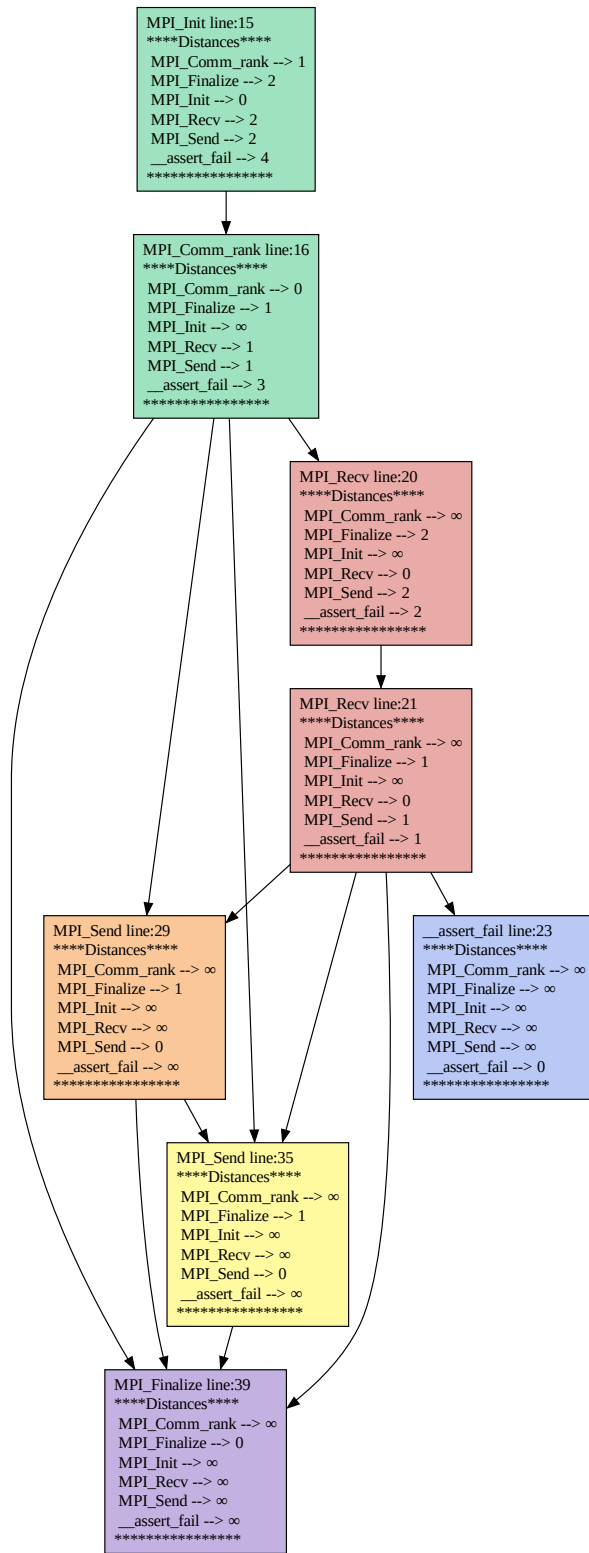 MPI_Init line:15
****Distances****
MPI_Comm_rank --> 1
MPI_Finalize --> 2
MPI_Init --> 0
MPI_Recv --> 2
MPI_Send --> 2
__assert_fail --> 4
****************
MPI_Comm_rank line:16
****Distances****
MPI_Comm_rank --> 0
MPI_Finalize --> 1
MPI_Init --> ∞
MPI_Recv --> 1
MPI_Send --> 1
__assert_fail --> 3
****************
MPI_Recv line:20
****Distances****
MPI_Comm_rank --> ∞
MPI_Finalize --> 2
MPI_Init --> ∞
MPI_Recv --> 0
MPI_Send --> 2
__assert_fail --> 2
****************
MPI_Recv line:21
****Distances****
MPI_Comm_rank --> ∞
MPI_Finalize --> 1
MPI_Init --> ∞
MPI_Recv --> 0
MPI_Send --> 1
__assert_fail --> 1
****************
MPI_Send line:29
****Distances****
MPI_Comm_rank --> ∞
MPI_Finalize --> 1
MPI_Init --> ∞
MPI_Recv --> ∞
MPI_Send --> 0
__assert_fail --> ∞
****************
__assert_fail line:23
****Distances****
MPI_Comm_rank --> ∞
MPI_Finalize --> ∞
MPI_Init --> ∞
MPI_Recv --> ∞
MPI_Send --> ∞
__assert_fail --> 0
****************
MPI_Send line:35
****Distances****
MPI_Comm_rank --> ∞
MPI_Finalize --> 1
MPI_Init --> ∞
MPI_Recv --> ∞
MPI_Send --> 0
__assert_fail --> ∞
****************
MPI_Finalize line:39
****Distances****
MPI_Comm_rank --> ∞
MPI_Finalize --> 0
MPI_Init --> ∞
MPI_Recv --> ∞
MPI_Send --> ∞
__assert_fail --> ∞
****************